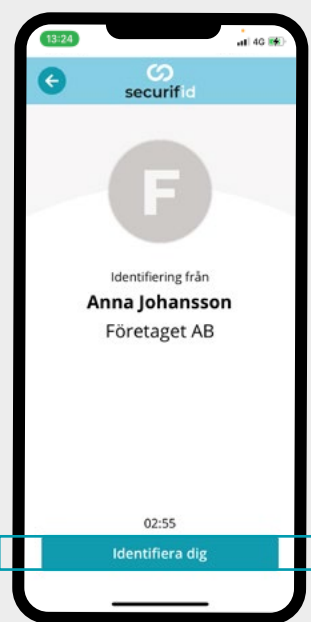 13:24
4G
securifid
F
Identifiering från
Anna Johansson
Företaget AB
02:55
Identifiera dig